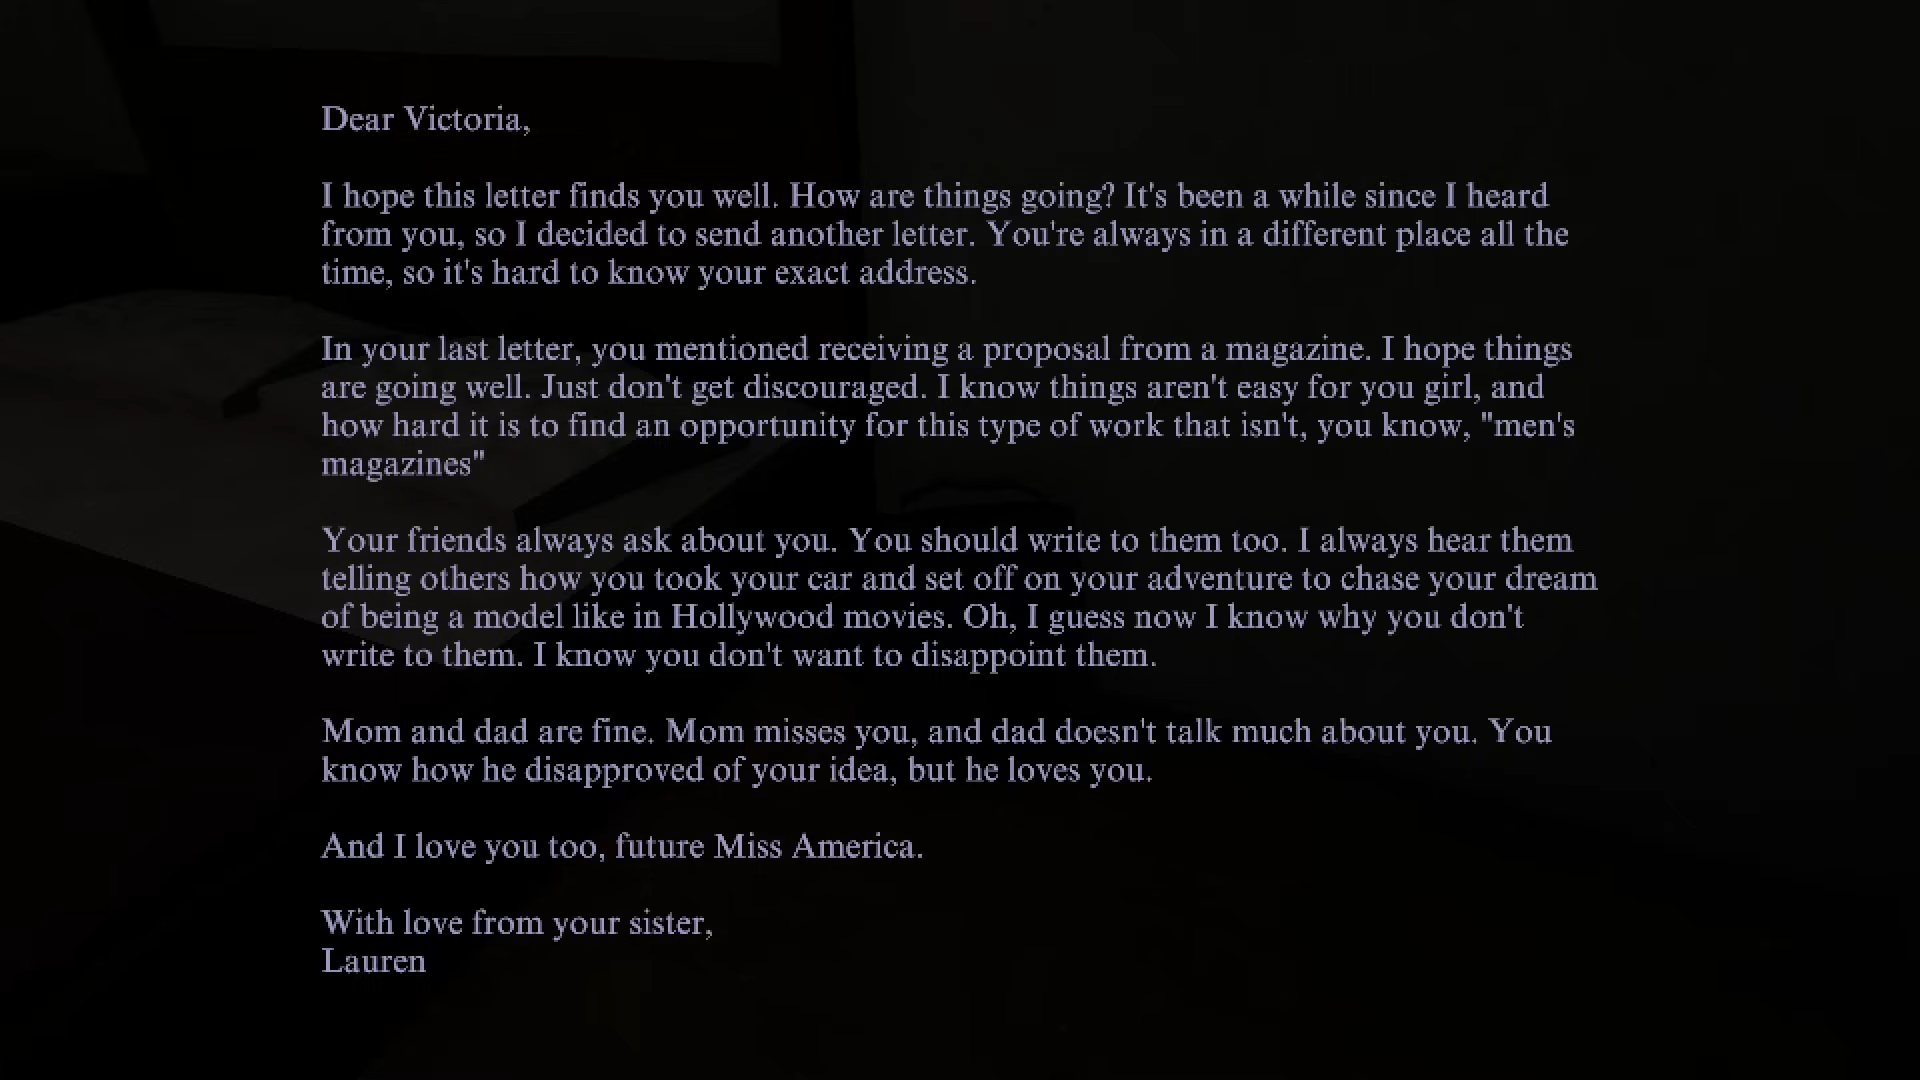 Dear Victoria,
I hope this letter finds you well. How are things going? It's been a while since I heard
from you, so I decided to send another letter. You're always in a different place all the
time, so it's hard to know your exact address.
In your last letter, you mentioned receiving a proposal from a magazine. I hope things
are going well. Just don't get discouraged. I know things aren't easy for you girl, and
how hard it is to find an opportunity for this type of work that isn't, you know, "men's
magazines"
Your friends always ask about you. You should write to them too. I always hear them
telling others how you took your car and set off on your adventure to chase your dream
of being a model like in Hollywood movies. Oh, I guess now I know why you don't
write to them. I know you don't want to disappoint them.
Mom and dad are fine. Mom misses you, and dad doesn't talk much about you. You
know how he disapproved of your idea, but he loves you.
And I love you too, future Miss America.
With love from your sister,
Lauren